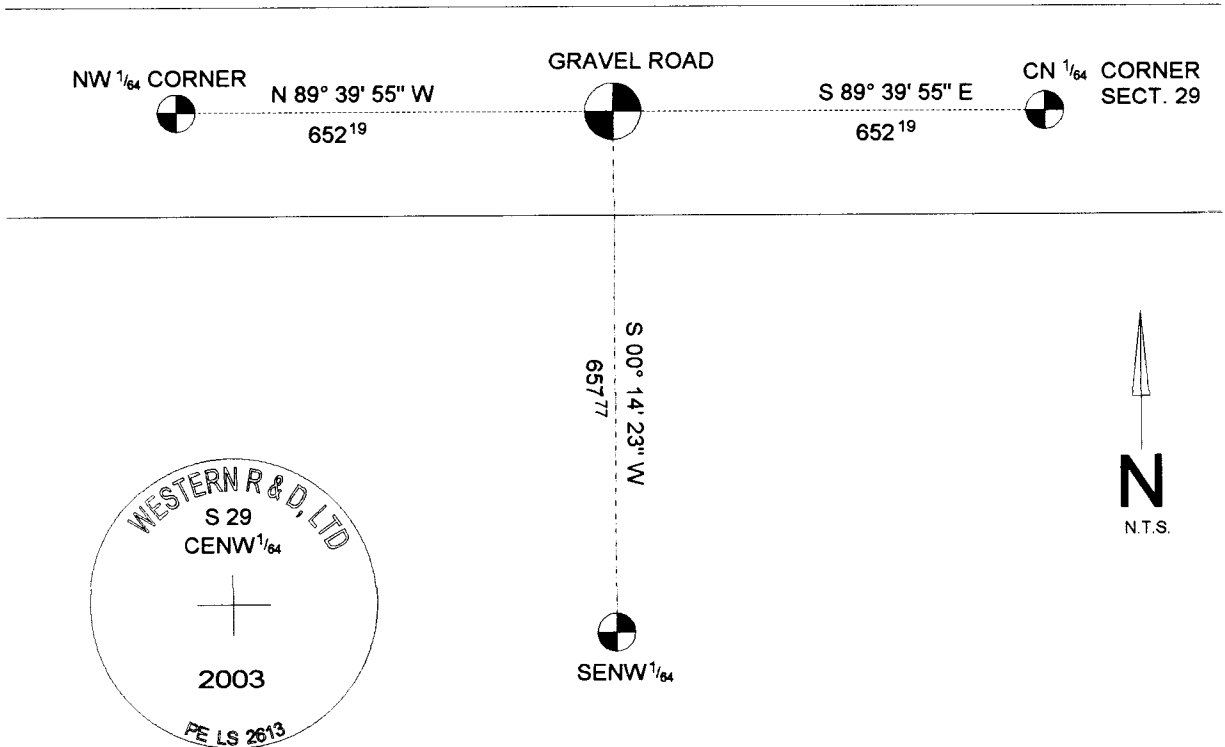 NW 1/64 CORNER
N 89° 39' 55" W
652 19
GRAVEL ROAD
S 89° 39' 55" E
652 19
CN 1/64 CORNER
SECT. 29
S 00° 14' 23" W
657 77
N
N.T.S.
WESTERN R & D, LTD
S 29
CENW 1/64
2003
PE LS 2613
SENW 1/64